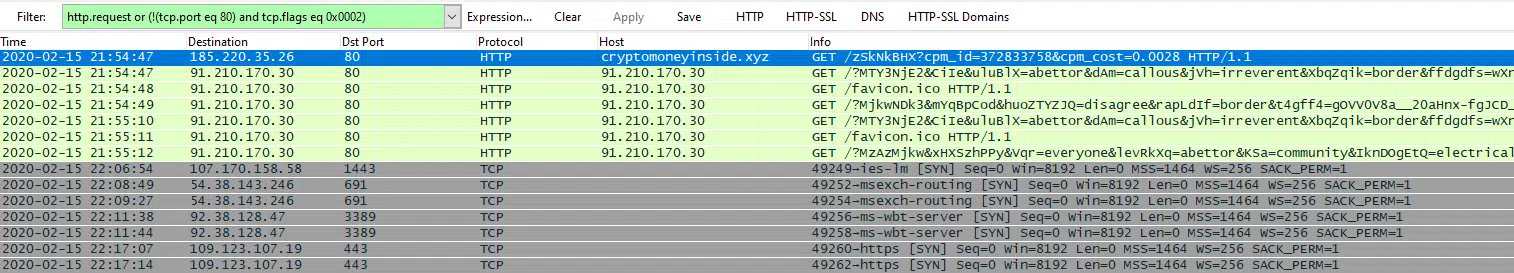 Filter: http.request or (!(tcp.port eq 80) and tcp.flags eq 0x0002) Expression... Clear Apply Save HTTP HTTP-SSL DNS HTTP-SSL Domains
Time Destination Dst Port Protocol Host Info
2020-02-15 21:54:47 185.220.35.26 80 HTTP cryptomoneyinside.xyz GET /zSkNkBHX?cpm_id=372833758&cpm_cost=0.0028 HTTP/1.1
2020-02-15 21:54:47 91.210.170.30 80 HTTP 91.210.170.30 GET /?MTY3NjE2&CiIe&uluBlX=abettor&dAm=callous&jVh=irreverent&XbqZqik=border&ffdgdfs=wXr
2020-02-15 21:54:48 91.210.170.30 80 HTTP 91.210.170.30 GET /favicon.ico HTTP/1.1
2020-02-15 21:54:49 91.210.170.30 80 HTTP 91.210.170.30 GET /?MjkwNDk3&mYqBpCod&huoZTYZJQ=disagree&rapLdIf=border&t4gff4=gOVV0V8a__20aHnx-fgJCD_
2020-02-15 21:55:10 91.210.170.30 80 HTTP 91.210.170.30 GET /?MTY3NjE2&CiIe&uluBlX=abettor&dAm=callous&jVh=irreverent&XbqZqik=border&ffdgdfs=wXr
2020-02-15 21:55:11 91.210.170.30 80 HTTP 91.210.170.30 GET /favicon.ico HTTP/1.1
2020-02-15 21:55:12 91.210.170.30 80 HTTP 91.210.170.30 GET /?MzAzMjkw&xHXSzhPPy&Vqr=everyone&levRkXq=abettor&KSa=community&IknDOgEtQ=electrical
2020-02-15 22:06:54 107.170.158.58 1443 TCP 49249→ies-lm [SYN] Seq=0 Win=8192 Len=0 MSS=1464 WS=256 SACK_PERM=1
2020-02-15 22:08:49 54.38.143.246 691 TCP 49252→msexch-routing [SYN] Seq=0 Win=8192 Len=0 MSS=1464 WS=256 SACK_PERM=1
2020-02-15 22:09:27 54.38.143.246 691 TCP 49254→msexch-routing [SYN] Seq=0 Win=8192 Len=0 MSS=1464 WS=256 SACK_PERM=1
2020-02-15 22:11:38 92.38.128.47 3389 TCP 49256→ms-wbt-server [SYN] Seq=0 Win=8192 Len=0 MSS=1464 WS=256 SACK_PERM=1
2020-02-15 22:11:44 92.38.128.47 3389 TCP 49258→ms-wbt-server [SYN] Seq=0 Win=8192 Len=0 MSS=1464 WS=256 SACK_PERM=1
2020-02-15 22:17:07 109.123.107.19 443 TCP 49260→https [SYN] Seq=0 Win=8192 Len=0 MSS=1464 WS=256 SACK_PERM=1
2020-02-15 22:17:14 109.123.107.19 443 TCP 49262→https [SYN] Seq=0 Win=8192 Len=0 MSS=1464 WS=256 SACK_PERM=1